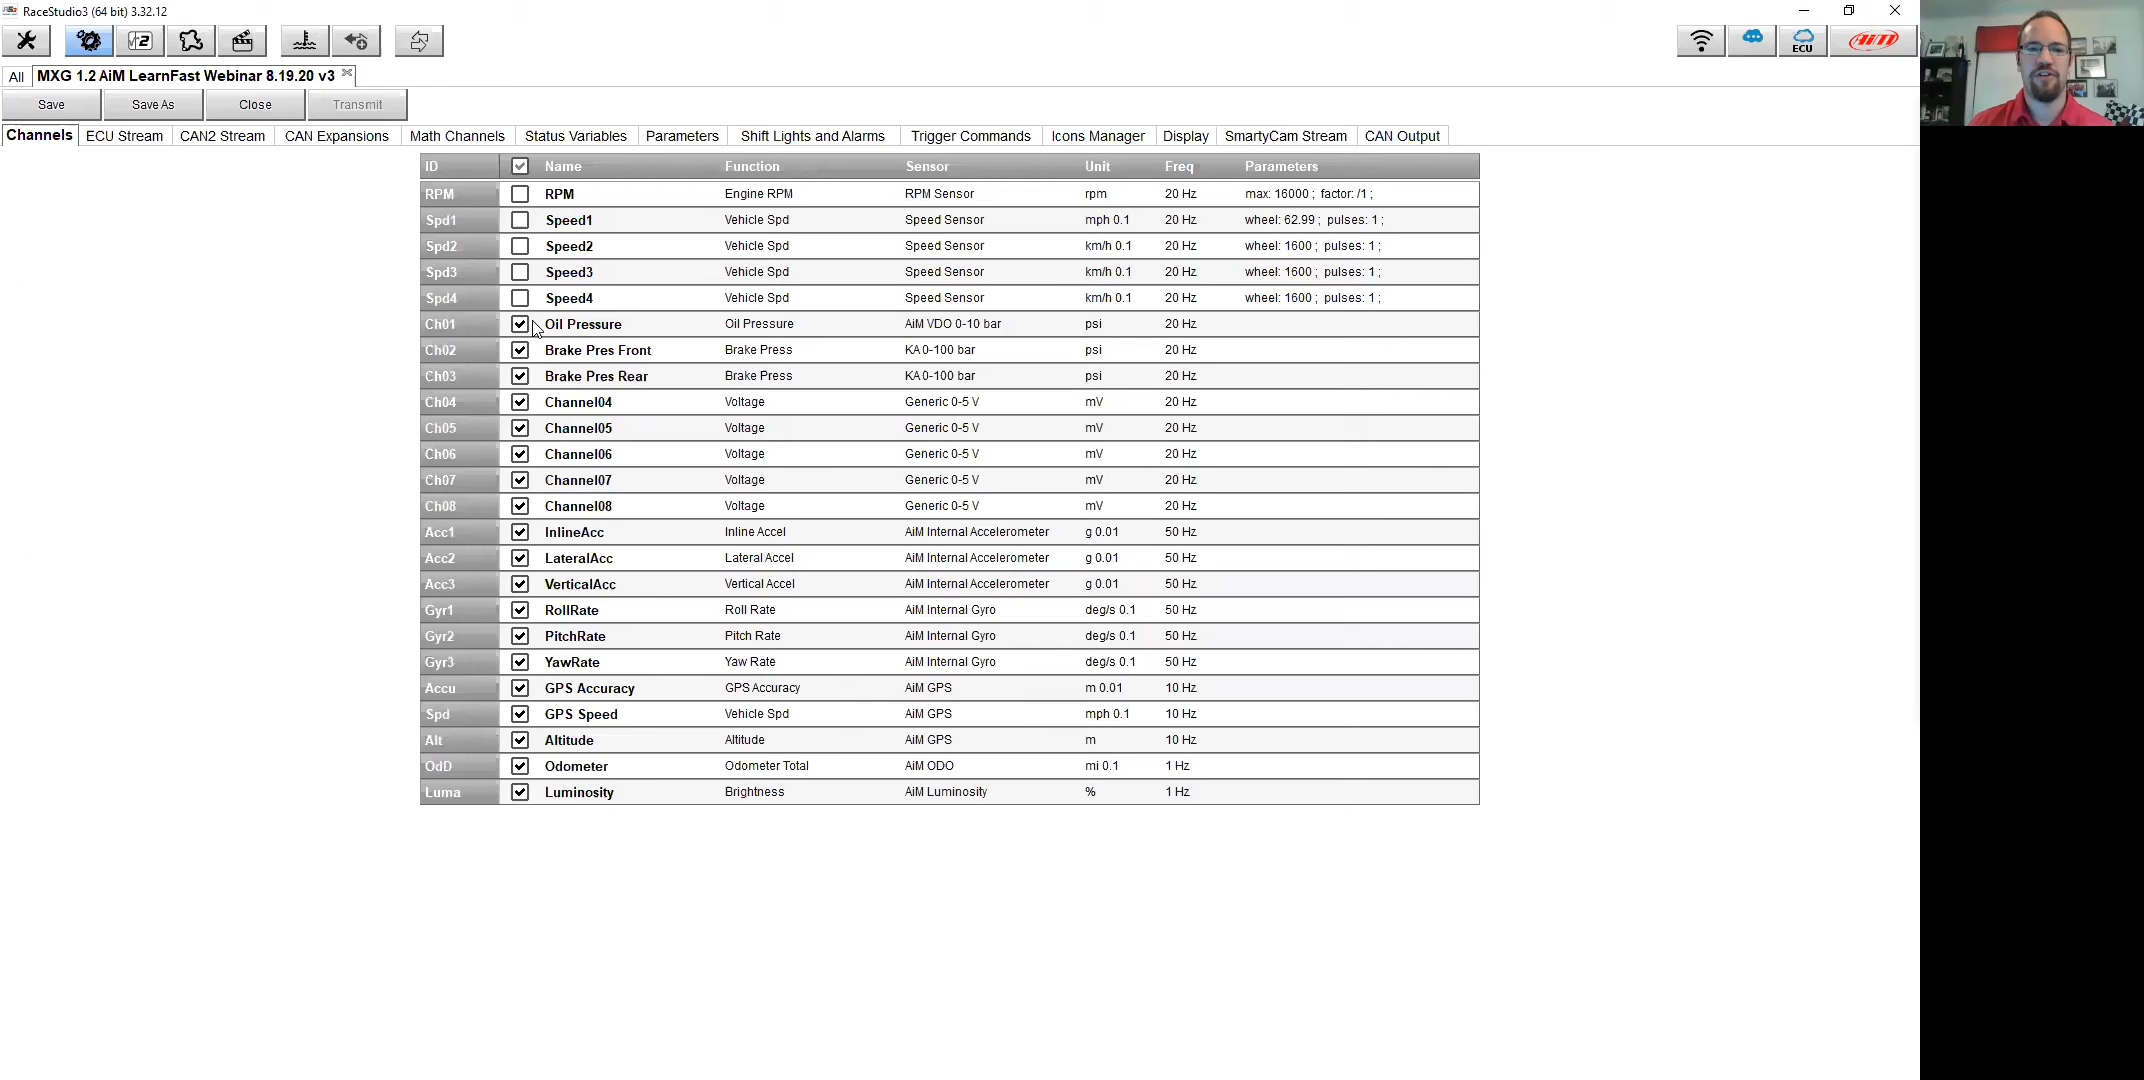 RaceStudio3 (64 bit) 3.32.12
ECU AiM
All MXG 1.2 AiM LearnFast Webinar 8.19.20 v3
Save Save As Close Transmit
Channels ECU Stream CAN2 Stream CAN Expansions Math Channels Status Variables Parameters Shift Lights and Alarms Trigger Commands Icons Manager Display SmartyCam Stream CAN Output
ID Name Function Sensor Unit Freq Parameters
RPM RPM Engine RPM RPM Sensor rpm 20 Hz max: 16000 ; factor: /1 ;
Spd1 Speed1 Vehicle Spd Speed Sensor mph 0.1 20 Hz wheel: 62.99 ; pulses: 1 ;
Spd2 Speed2 Vehicle Spd Speed Sensor km/h 0.1 20 Hz wheel: 1600 ; pulses: 1 ;
Spd3 Speed3 Vehicle Spd Speed Sensor km/h 0.1 20 Hz wheel: 1600 ; pulses: 1 ;
Spd4 Speed4 Vehicle Spd Speed Sensor km/h 0.1 20 Hz wheel: 1600 ; pulses: 1 ;
Ch01 Oil Pressure Oil Pressure AiM VDO 0-10 bar psi 20 Hz
Ch02 Brake Pres Front Brake Press KA 0-100 bar psi 20 Hz
Ch03 Brake Pres Rear Brake Press KA 0-100 bar psi 20 Hz
Ch04 Channel04 Voltage Generic 0-5 V mV 20 Hz
Ch05 Channel05 Voltage Generic 0-5 V mV 20 Hz
Ch06 Channel06 Voltage Generic 0-5 V mV 20 Hz
Ch07 Channel07 Voltage Generic 0-5 V mV 20 Hz
Ch08 Channel08 Voltage Generic 0-5 V mV 20 Hz
Acc1 InlineAcc Inline Accel AiM Internal Accelerometer g 0.01 50 Hz
Acc2 LateralAcc Lateral Accel AiM Internal Accelerometer g 0.01 50 Hz
Acc3 VerticalAcc Vertical Accel AiM Internal Accelerometer g 0.01 50 Hz
Gyr1 RollRate Roll Rate AiM Internal Gyro deg/s 0.1 50 Hz
Gyr2 PitchRate Pitch Rate AiM Internal Gyro deg/s 0.1 50 Hz
Gyr3 YawRate Yaw Rate AiM Internal Gyro deg/s 0.1 50 Hz
Accu GPS Accuracy GPS Accuracy AiM GPS m 0.01 10 Hz
Spd GPS Speed Vehicle Spd AiM GPS mph 0.1 10 Hz
Alt Altitude Altitude AiM GPS m 10 Hz
OdD Odometer Odometer Total AiM ODO mi 0.1 1 Hz
Luma Luminosity Brightness AiM Luminosity % 1 Hz